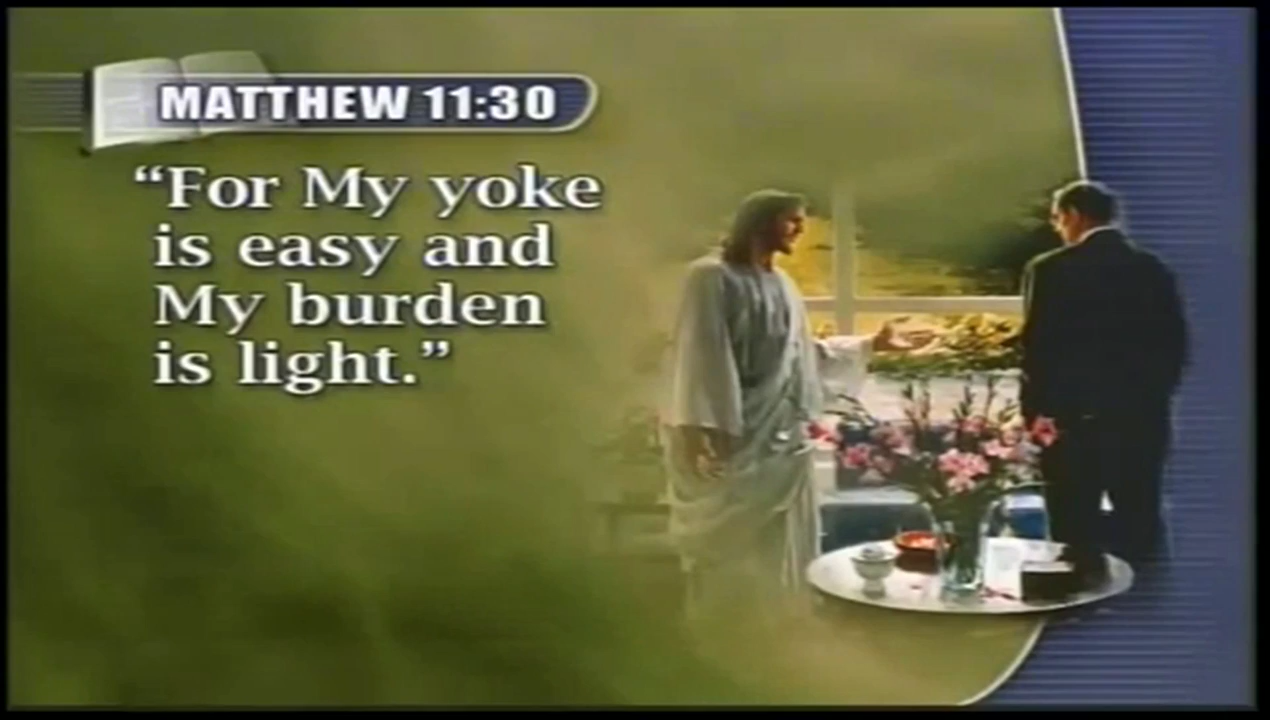 MATTHEW 11:30
“For My yoke
is easy and
My burden
is light.”